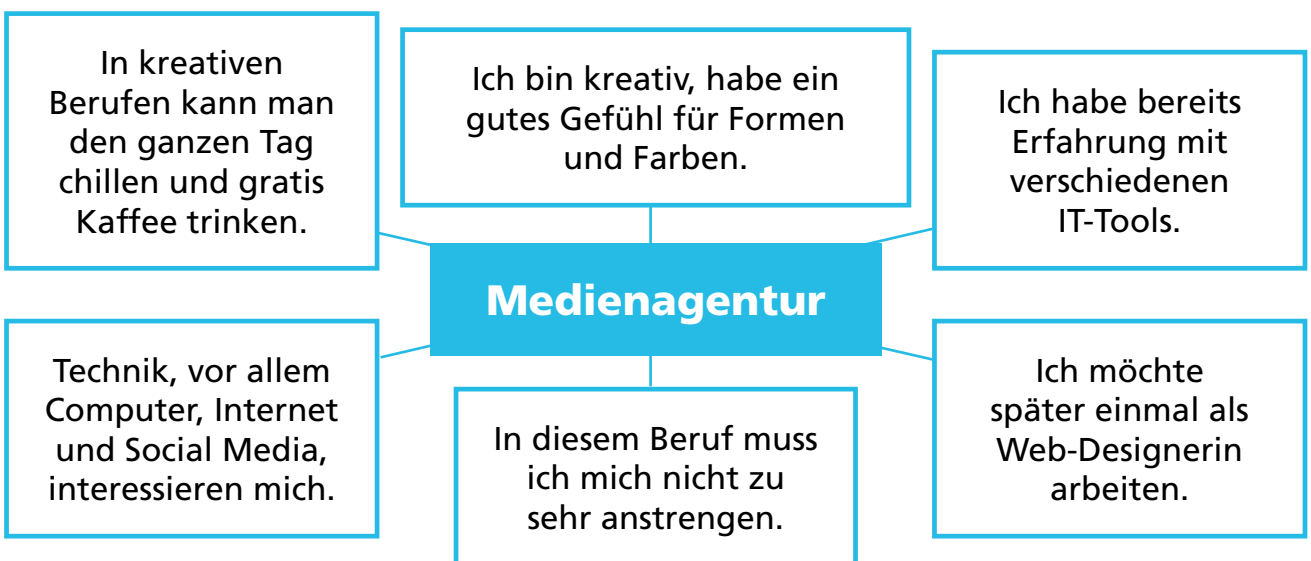 In kreativen
Berufen kann man
den ganzen Tag
chillen und gratis
Kaffee trinken.
Ich bin kreativ, habe ein
gutes Gefühl für Formen
und Farben.
Ich habe bereits
Erfahrung mit
verschiedenen
IT-Tools.
Medienagentur
Technik, vor allem
Computer, Internet
und Social Media,
interessieren mich.
In diesem Beruf muss
ich mich nicht zu
sehr anstrengen.
Ich möchte
später einmal als
Web-Designerin
arbeiten.